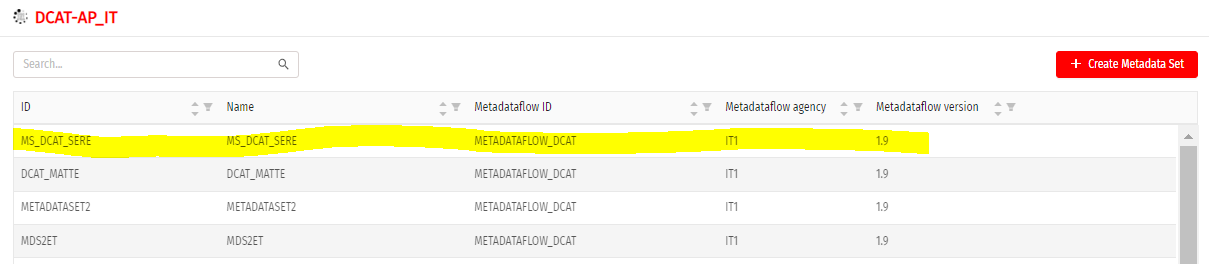 DCAT-AP_IT
Search... Create Metadata Set
ID Name Metadataflow ID Metadataflow agency Metadataflow version
MS_DCAT_SERE MS_DCAT_SERE METADATAFLOW_DCAT IT1 1.9
DCAT_MATTE DCAT_MATTE METADATAFLOW_DCAT IT1 1.9
METADATASET2 METADATASET2 METADATAFLOW_DCAT IT1 1.9
MDS2ET MDS2ET METADATAFLOW_DCAT IT1 1.9